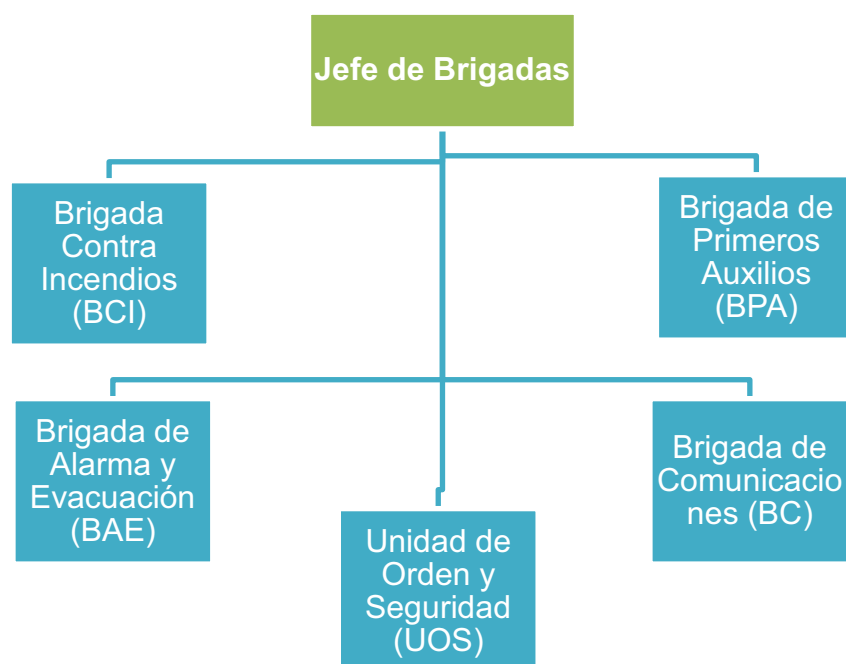 Jefe de Brigadas
Brigada
Contra
Incendios
(BCI)
Brigada de
Primeros
Auxilios
(BPA)
Brigada de
Alarma y
Evacuación
(BAE)
Unidad de
Orden y
Seguridad
(UOS)
Brigada de
Comunicacio
nes (BC)